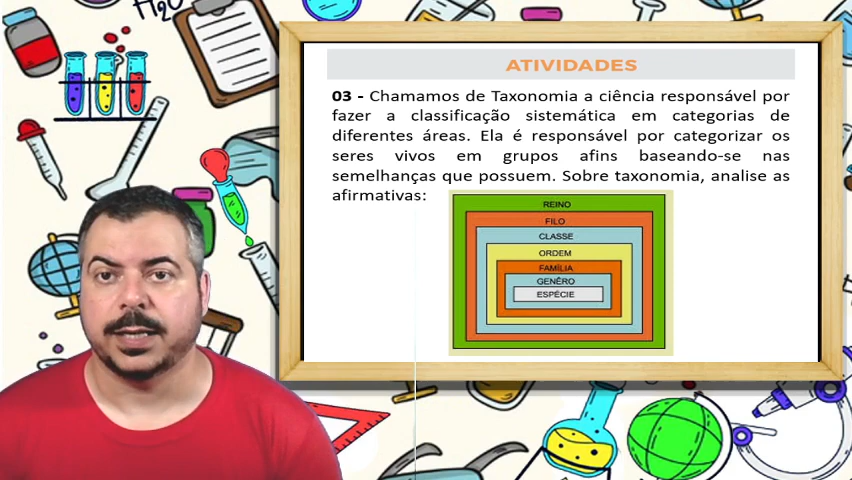 H₂O
ATIVIDADES
03 - Chamamos de Taxonomia a ciência responsável por
fazer a classificação sistemática em categorias de
diferentes áreas. Ela é responsável por categorizar os
seres vivos em grupos afins baseando-se nas
semelhanças que possuem. Sobre taxonomia, analise as
afirmativas:
REINO
FILO
CLASSE
ORDEM
FAMÍLIA
GENÊRO
ESPÉCIE